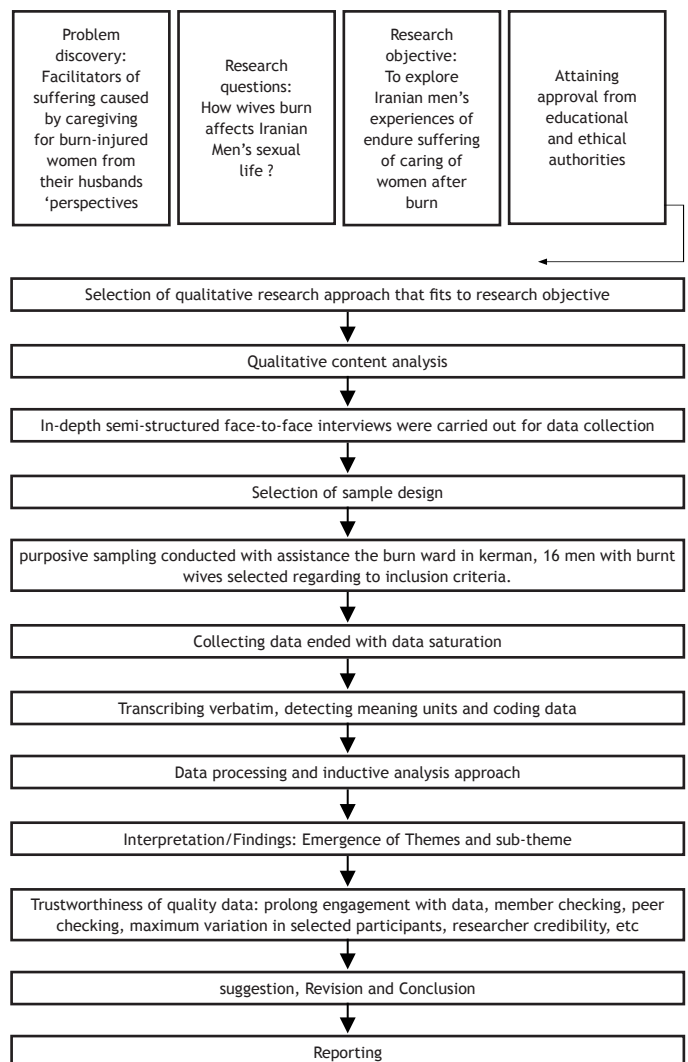 Problem
discovery:
Facilitators of
suffering caused
by caregiving
for burn-injured
women from
their husbands
‘perspectives
Research
questions:
How wives burn
affects Iranian
Men’s sexual
life ?
Research
objective:
To explore
Iranian men’s
experiences of
endure suffering
of caring of
women after
burn
Attaining
approval from
educational
and ethical
authorities
Selection of qualitative research approach that fits to research objective
Qualitative content analysis
In-depth semi-structured face-to-face interviews were carried out for data collection
Selection of sample design
purposive sampling conducted with assistance the burn ward in kerman, 16 men with burnt
wives selected regarding to inclusion criteria.
Collecting data ended with data saturation
Transcribing verbatim, detecting meaning units and coding data
Data processing and inductive analysis approach
Interpretation/Findings: Emergence of Themes and sub-theme
Trustworthiness of quality data: prolong engagement with data, member checking, peer
checking, maximum variation in selected participants, researcher credibility, etc
suggestion, Revision and Conclusion
Reporting